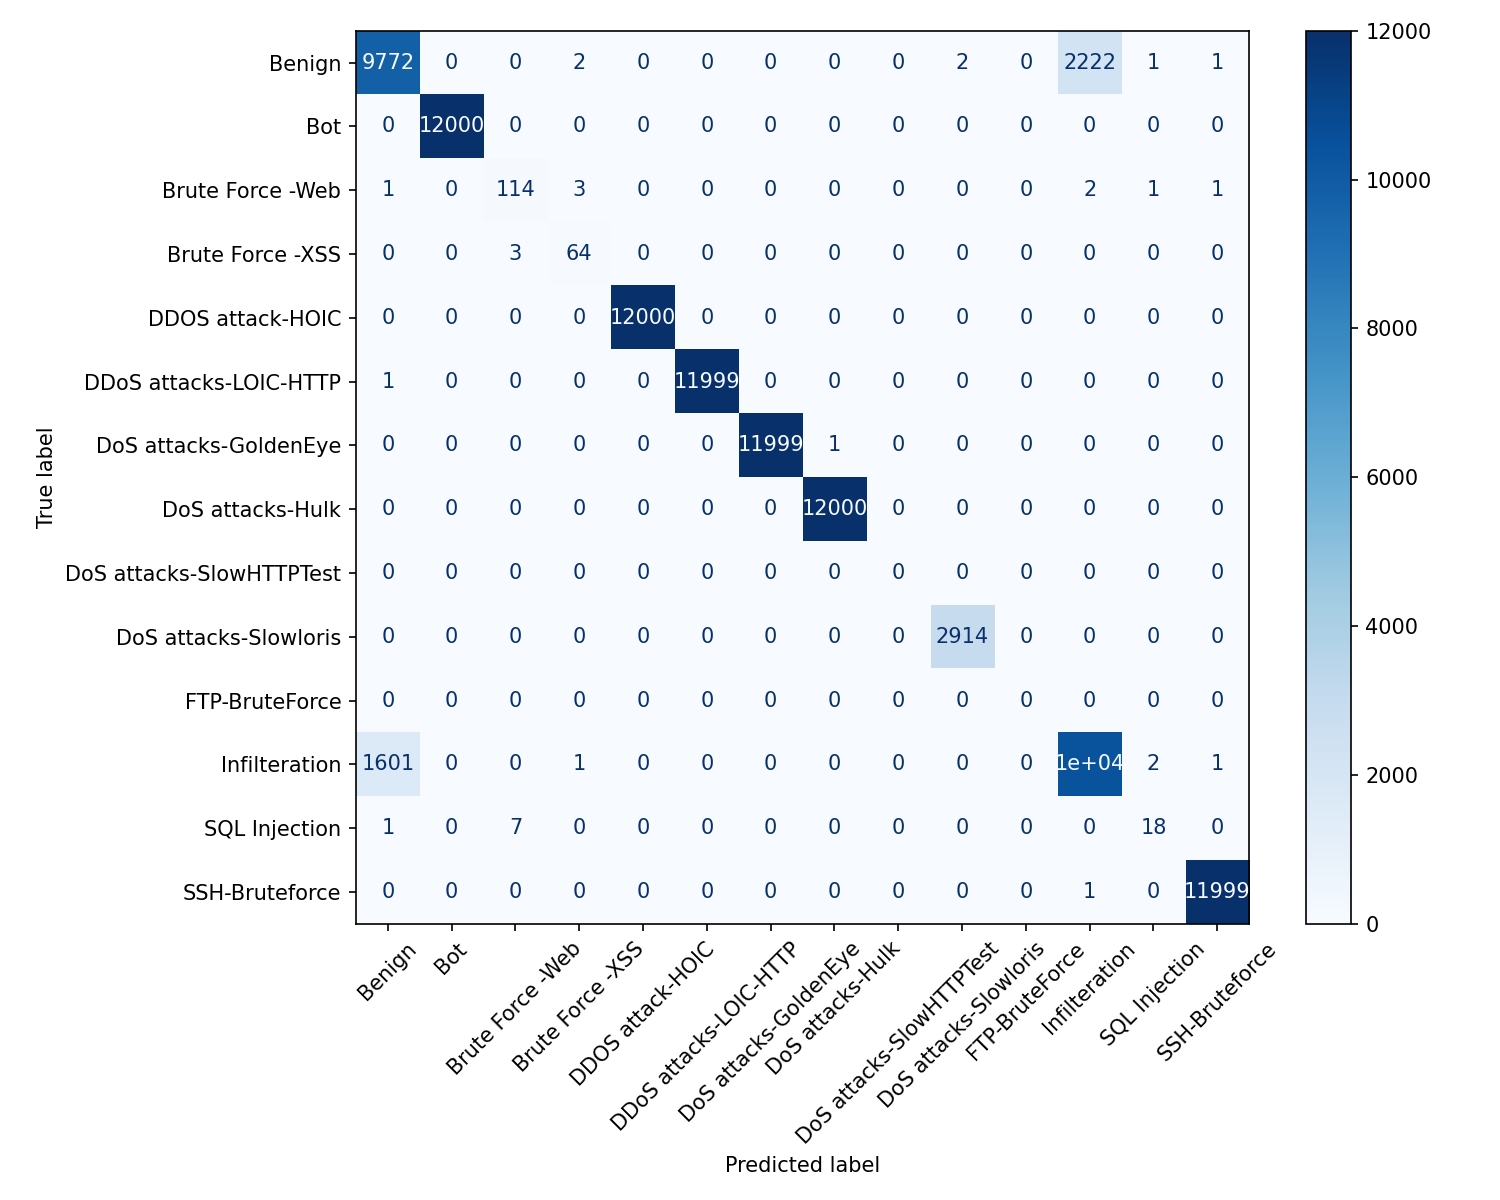 Benign 9772 0 0 2 0 0 0 0 0 2 0 2222 1 1
Bot 0 12000 0 0 0 0 0 0 0 0 0 0 0 0
Brute Force -Web 1 0 114 3 0 0 0 0 0 0 0 2 1 1
Brute Force -XSS 0 0 3 64 0 0 0 0 0 0 0 0 0 0
DDOS attack-HOIC 0 0 0 0 12000 0 0 0 0 0 0 0 0 0
DDoS attacks-LOIC-HTTP 1 0 0 0 0 11999 0 0 0 0 0 0 0 0
DoS attacks-GoldenEye 0 0 0 0 0 0 11999 1 0 0 0 0 0 0
DoS attacks-Hulk 0 0 0 0 0 0 0 12000 0 0 0 0 0 0
DoS attacks-SlowHTTPTest 0 0 0 0 0 0 0 0 0 0 0 0 0 0
DoS attacks-Slowloris 0 0 0 0 0 0 0 0 0 2914 0 0 0 0
FTP-BruteForce 0 0 0 0 0 0 0 0 0 0 0 0 0 0
Infilteration 1601 0 0 1 0 0 0 0 0 0 0 1e+04 2 1
SQL Injection 1 0 7 0 0 0 0 0 0 0 0 0 18 0
SSH-Bruteforce 0 0 0 0 0 0 0 0 0 0 0 1 0 11999
True label
Benign
Bot
Brute Force -Web
Brute Force -XSS
DDOS attack-HOIC
DDoS attacks-LOIC-HTTP
DoS attacks-GoldenEye
DoS attacks-Hulk
DoS attacks-SlowHTTPTest
DoS attacks-Slowloris
FTP-BruteForce
Infilteration
SQL Injection
SSH-Bruteforce
Predicted label
12000
10000
8000
6000
4000
2000
0